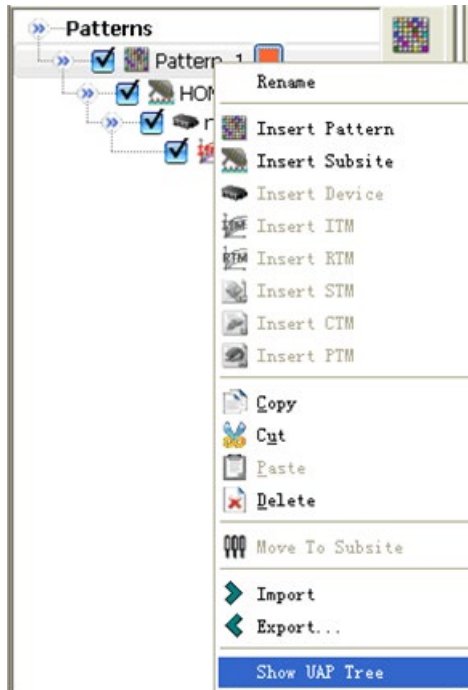 Patterns
Pattern_1
HOM
Rename
Insert Pattern
Insert Subsite
Insert Device
Insert ITM
Insert RTM
Insert STM
Insert CTM
Insert PTM
Copy
Cut
Paste
Delete
Move To Subsite
Import
Export...
Show UAP Tree